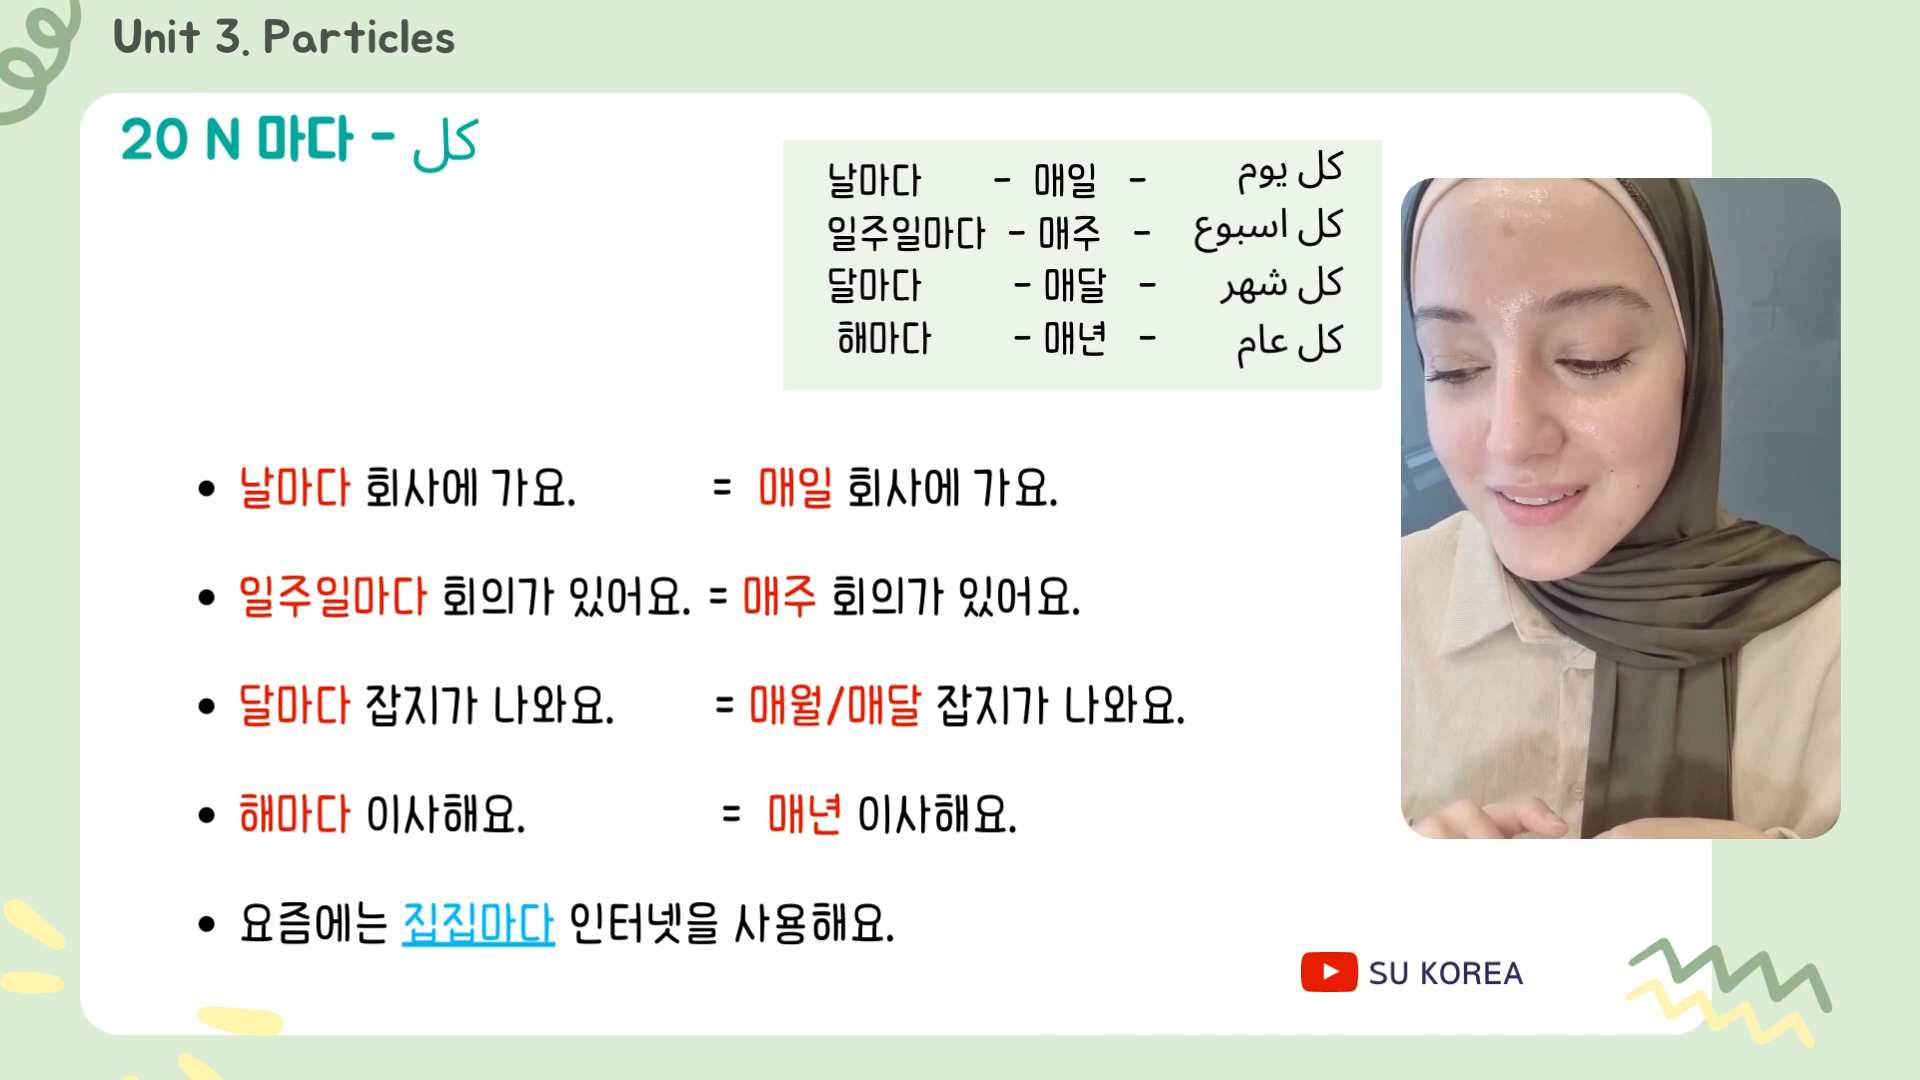 Unit 3. Particles
20 N 마다 - كل
날마다 - 매일 - كل يوم
일주일마다 - 매주 - كل اسبوع
달마다 - 매달 - كل شهر
해마다 - 매년 - كل عام
• 날마다 회사에 가요. = 매일 회사에 가요.
• 일주일마다 회의가 있어요. = 매주 회의가 있어요.
• 달마다 잡지가 나와요. = 매월/매달 잡지가 나와요.
• 해마다 이사해요. = 매년 이사해요.
• 요즘에는 집집마다 인터넷을 사용해요.
SU KOREA